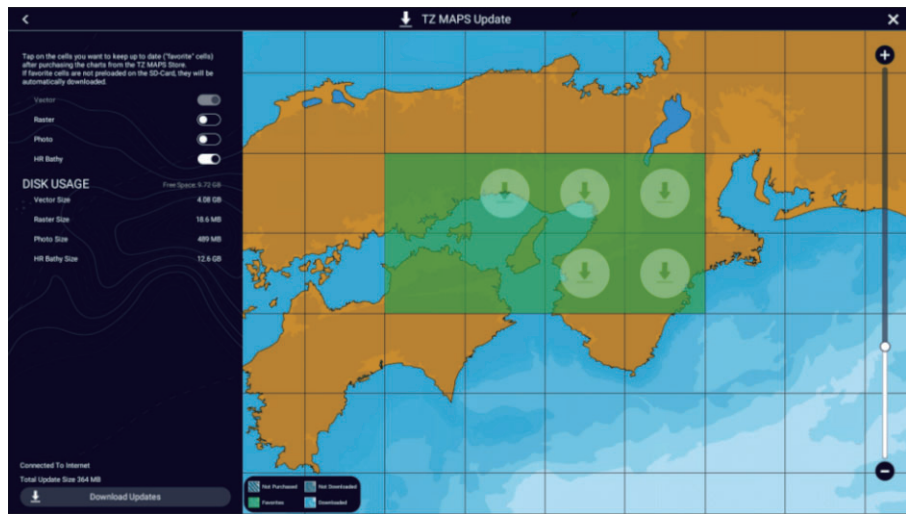 TZ MAPS Update
Tap on the cells you want to keep up to date ("favorite" cells)
after purchasing the charts from the TZ MAPS Store.
If favorite cells are not preloaded on the SD-Card, they will be
automatically downloaded.
Vector
Raster
Photo
HR Bathy
DISK USAGE Free Space: 9.72 GB
Vector Size 4.08 GB
Raster Size 18.6 MB
Photo Size 489 MB
HR Bathy Size 12.6 GB
Connected To Internet
Total Update Size 364 MB
Download Updates
Not Purchased Not Downloaded
Favorites Downloaded